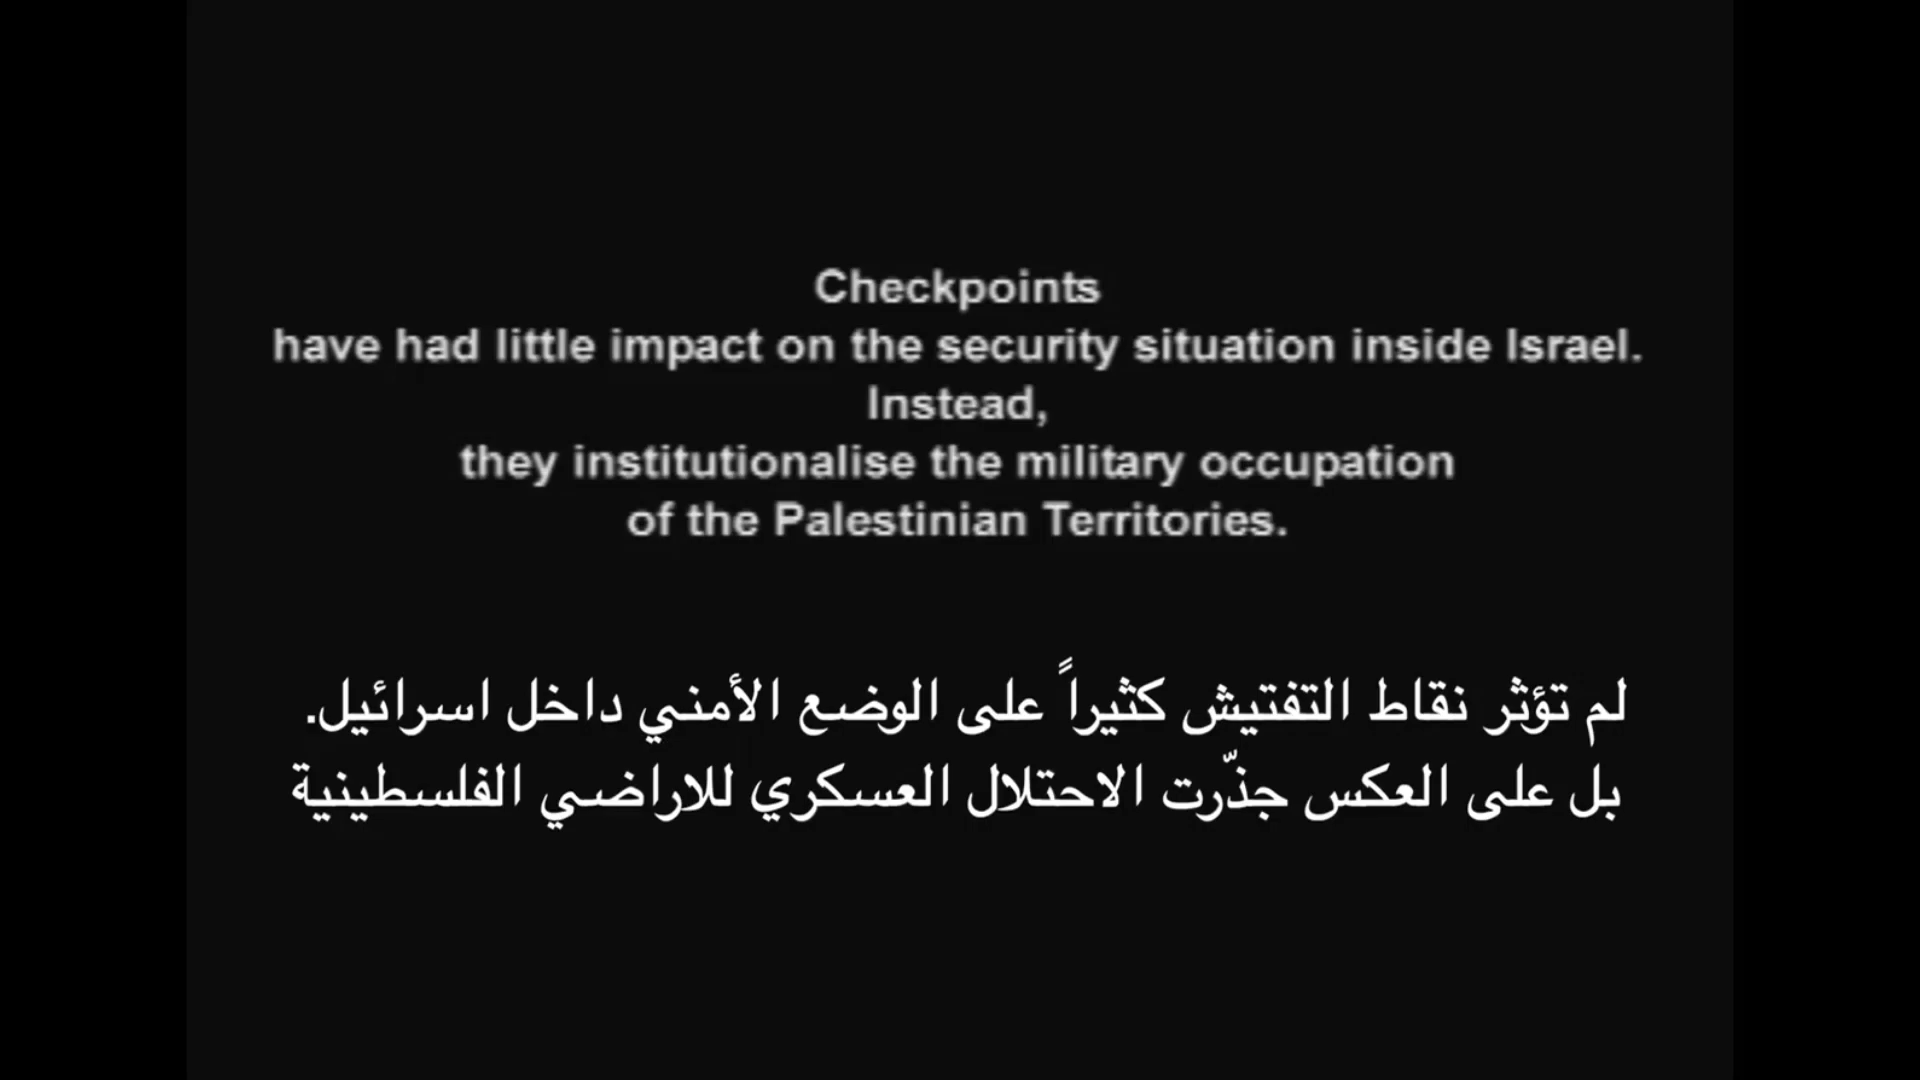 Checkpoints
have had little impact on the security situation inside Israel.
Instead,
they institutionalise the military occupation
of the Palestinian Territories.
لم تؤثر نقاط التفتيش كثيراً على الوضع الأمني داخل اسرائيل.
بل على العكس جذّرت الاحتلال العسكري للاراضي الفلسطينية